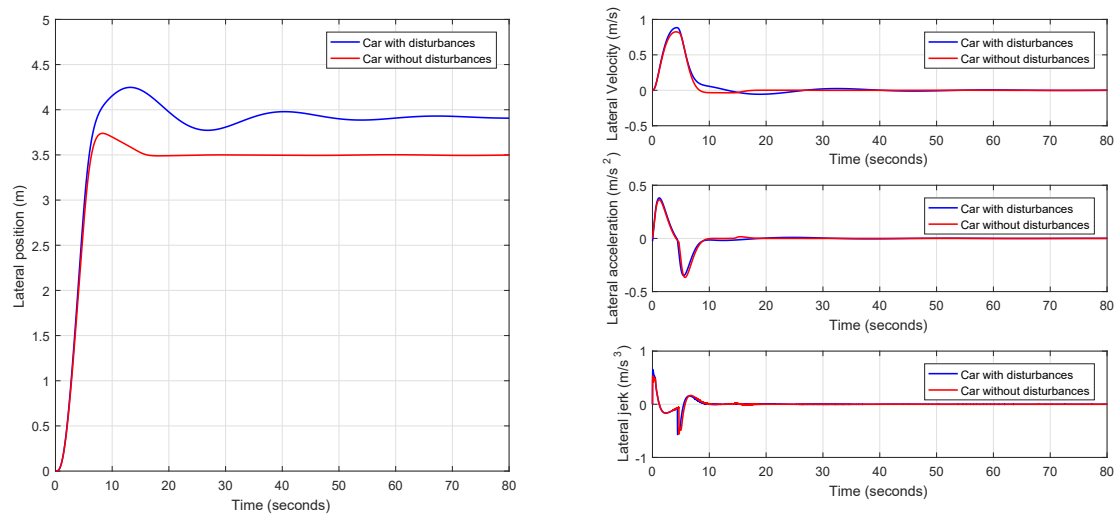 5
4.5
4
3.5
3
2.5
2
1.5
1
0.5
0
0 10 20 30 40 50 60 70 80
Lateral position (m)
Time (seconds)
Car with disturbances
Car without disturbances
1
0.5
0
-0.5
0 10 20 30 40 50 60 70 80
Lateral Velocity (m/s)
Time (seconds)
Car with disturbances
Car without disturbances
0.5
0
-0.5
0 10 20 30 40 50 60 70 80
Lateral acceleration (m/s²)
Time (seconds)
Car with disturbances
Car without disturbances
1
0
-1
0 10 20 30 40 50 60 70 80
Lateral jerk (m/s³)
Time (seconds)
Car with disturbances
Car without disturbances